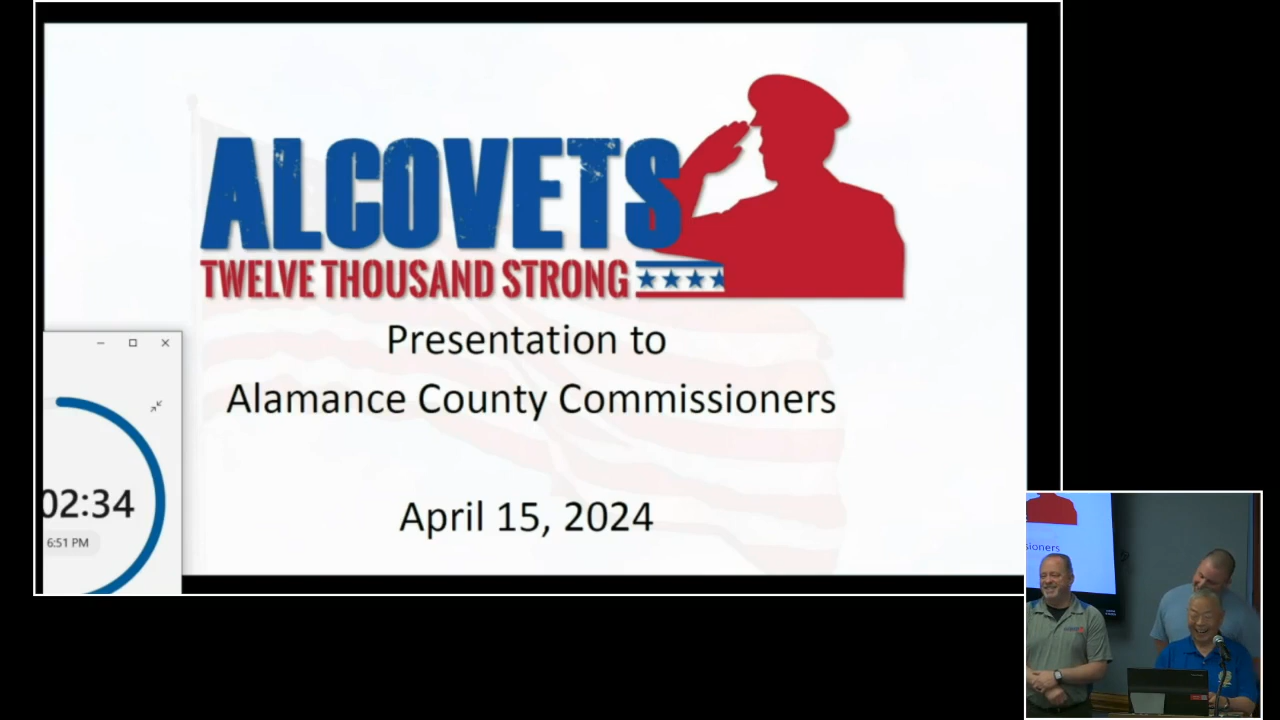 ALCOVETS
TWELVE THOUSAND STRONG
Presentation to
Alamance County Commissioners
April 15, 2024
02:34
6:51 PM
sioners